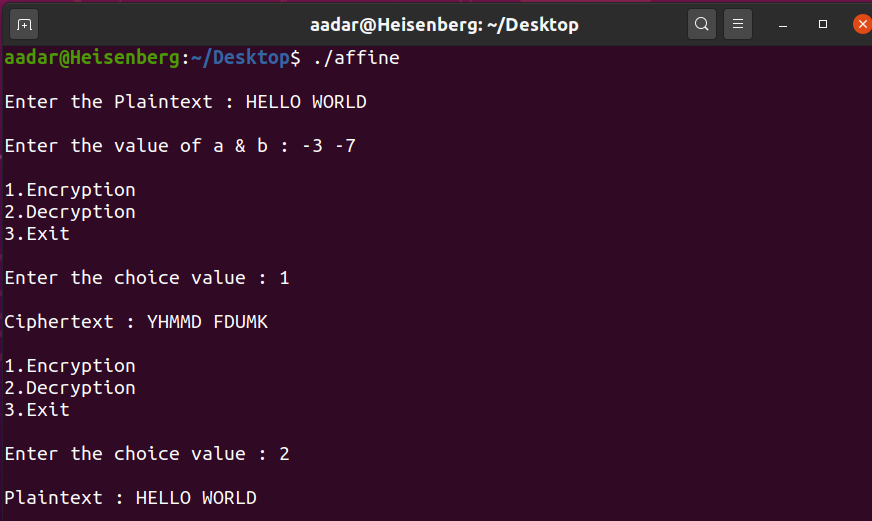 aadar@Heisenberg: ~/Desktop
aadar@Heisenberg:~/Desktop$ ./affine
Enter the Plaintext : HELLO WORLD
Enter the value of a & b : -3 -7
1.Encryption
2.Decryption
3.Exit
Enter the choice value : 1
Ciphertext : YHMMD FDUMK
1.Encryption
2.Decryption
3.Exit
Enter the choice value : 2
Plaintext : HELLO WORLD